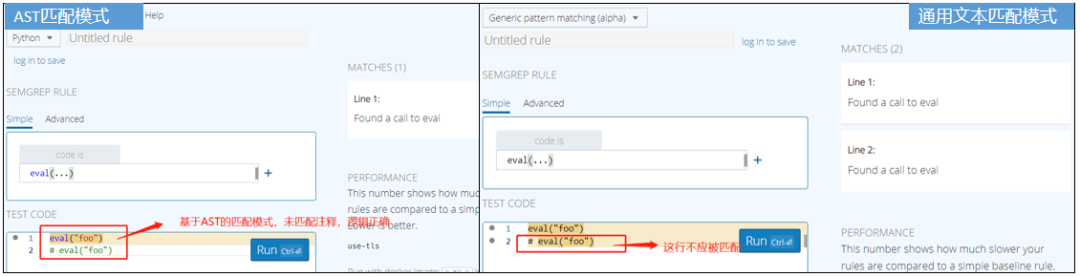 AST匹配模式
Help
Python
Untitled rule
log in to save
SEMGREP RULE
Simple
Advanced
code is
eval(...)
+
TEST CODE
1 eval("foo")
2 # eval("foo")
基于AST的匹配模式，未匹配注释，逻辑正确
Run Ctrl-⏎
MATCHES (1)
Line 1:
Found a call to eval
PERFORMANCE
This number shows how muc
rules are compared to a simp
Lower is better.
use-tls
Run with docker image:
通用文本匹配模式
Generic pattern matching (alpha)
Untitled rule
log in to save
SEMGREP RULE
Simple
Advanced
code is
eval(...)
+
TEST CODE
1 eval("foo")
2 # eval("foo")
这行不应被匹配
Run Ctrl-⏎
MATCHES (2)
Line 1:
Found a call to eval
Line 2:
Found a call to eval
PERFORMANCE
This number shows how much slower your
rules are compared to a simple baseline rule.